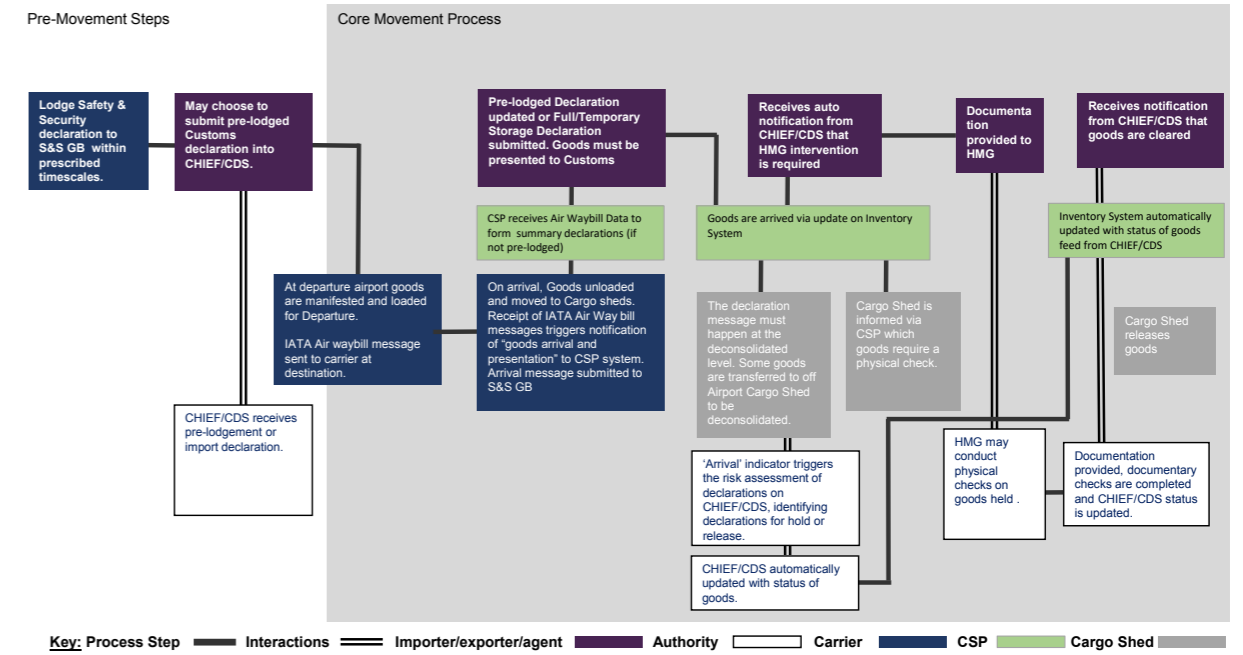 Pre-Movement Steps
Core Movement Process
Lodge Safety &
Security
declaration to
S&S GB within
prescribed
timescales.
May choose to
submit pre-lodged
Customs
declaration into
CHIEF/CDS.
Pre-lodged Declaration
updated or Full/Temporary
Storage Declaration
submitted. Goods must be
presented to Customs
Receives auto
notification from
CHIEF/CDS that
HMG intervention
is required
Documenta
tion
provided to
HMG
Receives notification
from CHIEF/CDS that
goods are cleared
CSP receives Air Waybill Data to
form summary declarations (if
not pre-lodged)
Goods are arrived via update on Inventory
System
Inventory System automatically
updated with status of goods
feed from CHIEF/CDS
At departure airport goods
are manifested and loaded
for Departure.
IATA Air waybill message
sent to carrier at
destination.
On arrival, Goods unloaded
and moved to Cargo sheds.
Receipt of IATA Air Way bill
messages triggers notification
of “goods arrival and
presentation” to CSP system.
Arrival message submitted to
S&S GB
The declaration
message must
happen at the
deconsolidated
level. Some goods
are transferred to off
Airport Cargo Shed
to be
deconsolidated.
Cargo Shed is
informed via
CSP which
goods require a
physical check.
Cargo Shed
releases
goods
CHIEF/CDS receives
pre-lodgement or
import declaration.
‘Arrival’ indicator triggers
the risk assessment of
declarations on
CHIEF/CDS, identifying
declarations for hold or
release.
HMG may
conduct
physical
checks on
goods held .
Documentation
provided, documentary
checks are completed
and CHIEF/CDS status
is updated.
CHIEF/CDS automatically
updated with status of
goods.
Key: Process Step Interactions Importer/exporter/agent Authority Carrier CSP Cargo Shed